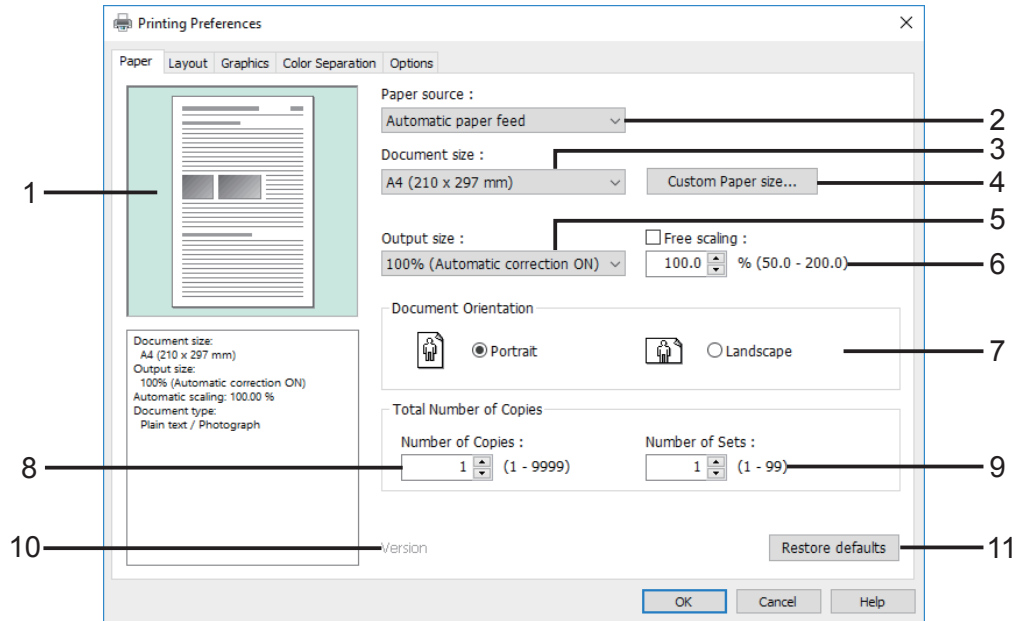 Printing Preferences
Paper Layout Graphics Color Separation Options
Paper source :
Automatic paper feed
2
Document size :
3
A4 (210 x 297 mm) Custom Paper size...
4
1
5
Output size : Free scaling :
100% (Automatic correction ON) 100.0 % (50.0 - 200.0)
6
Document Orientation
Portrait Landscape
7
Document size:
A4 (210 x 297 mm)
Output size:
100% (Automatic correction ON)
Automatic scaling: 100.00 %
Document type:
Plain text / Photograph
Total Number of Copies
Number of Copies : Number of Sets :
8
1 (1 - 9999) 1 (1 - 99)
9
10
Version Restore defaults
11
OK Cancel Help